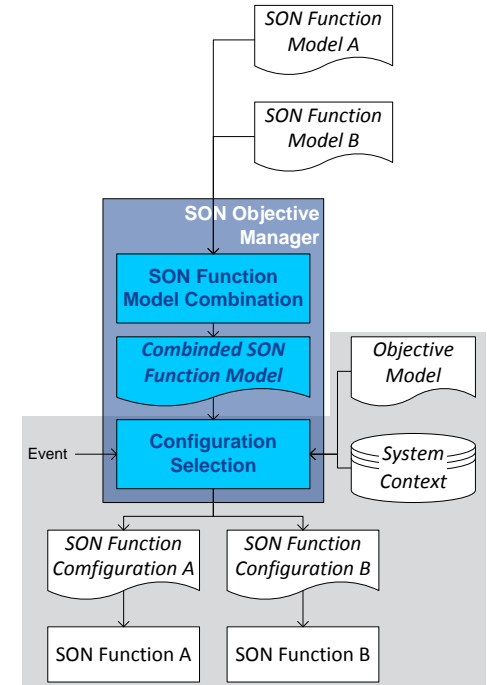 SON Function
Model A
SON Function
Model B
SON Objective
Manager
SON Function
Model Combination
Combinded SON
Function Model
Objective
Model
Event
Configuration
Selection
System
Context
SON Function
Comfiguration A
SON Function
Configuration B
SON Function A
SON Function B